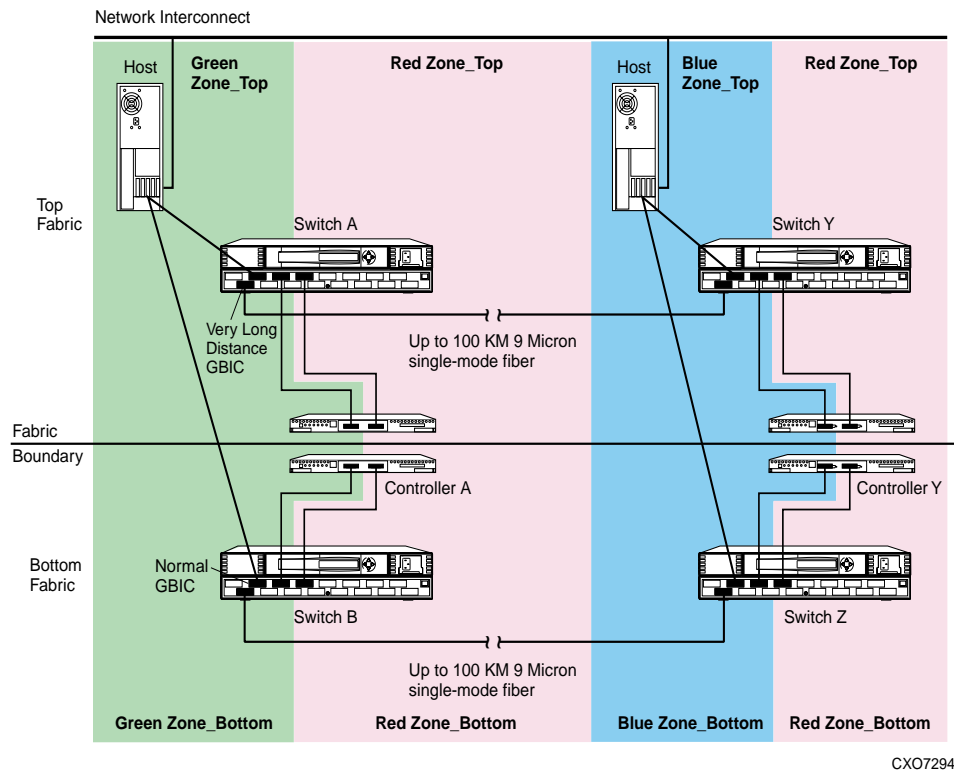 Network Interconnect
Host
Green
Zone_Top
Red Zone_Top
Host
Blue
Zone_Top
Red Zone_Top
Top
Fabric
Switch A
Switch Y
Very Long
Distance
GBIC
Up to 100 KM 9 Micron
single-mode fiber
Fabric
Boundary
Controller A
Controller Y
Bottom
Fabric
Normal
GBIC
Switch B
Switch Z
Up to 100 KM 9 Micron
single-mode fiber
Green Zone_Bottom
Red Zone_Bottom
Blue Zone_Bottom
Red Zone_Bottom
CXO7294